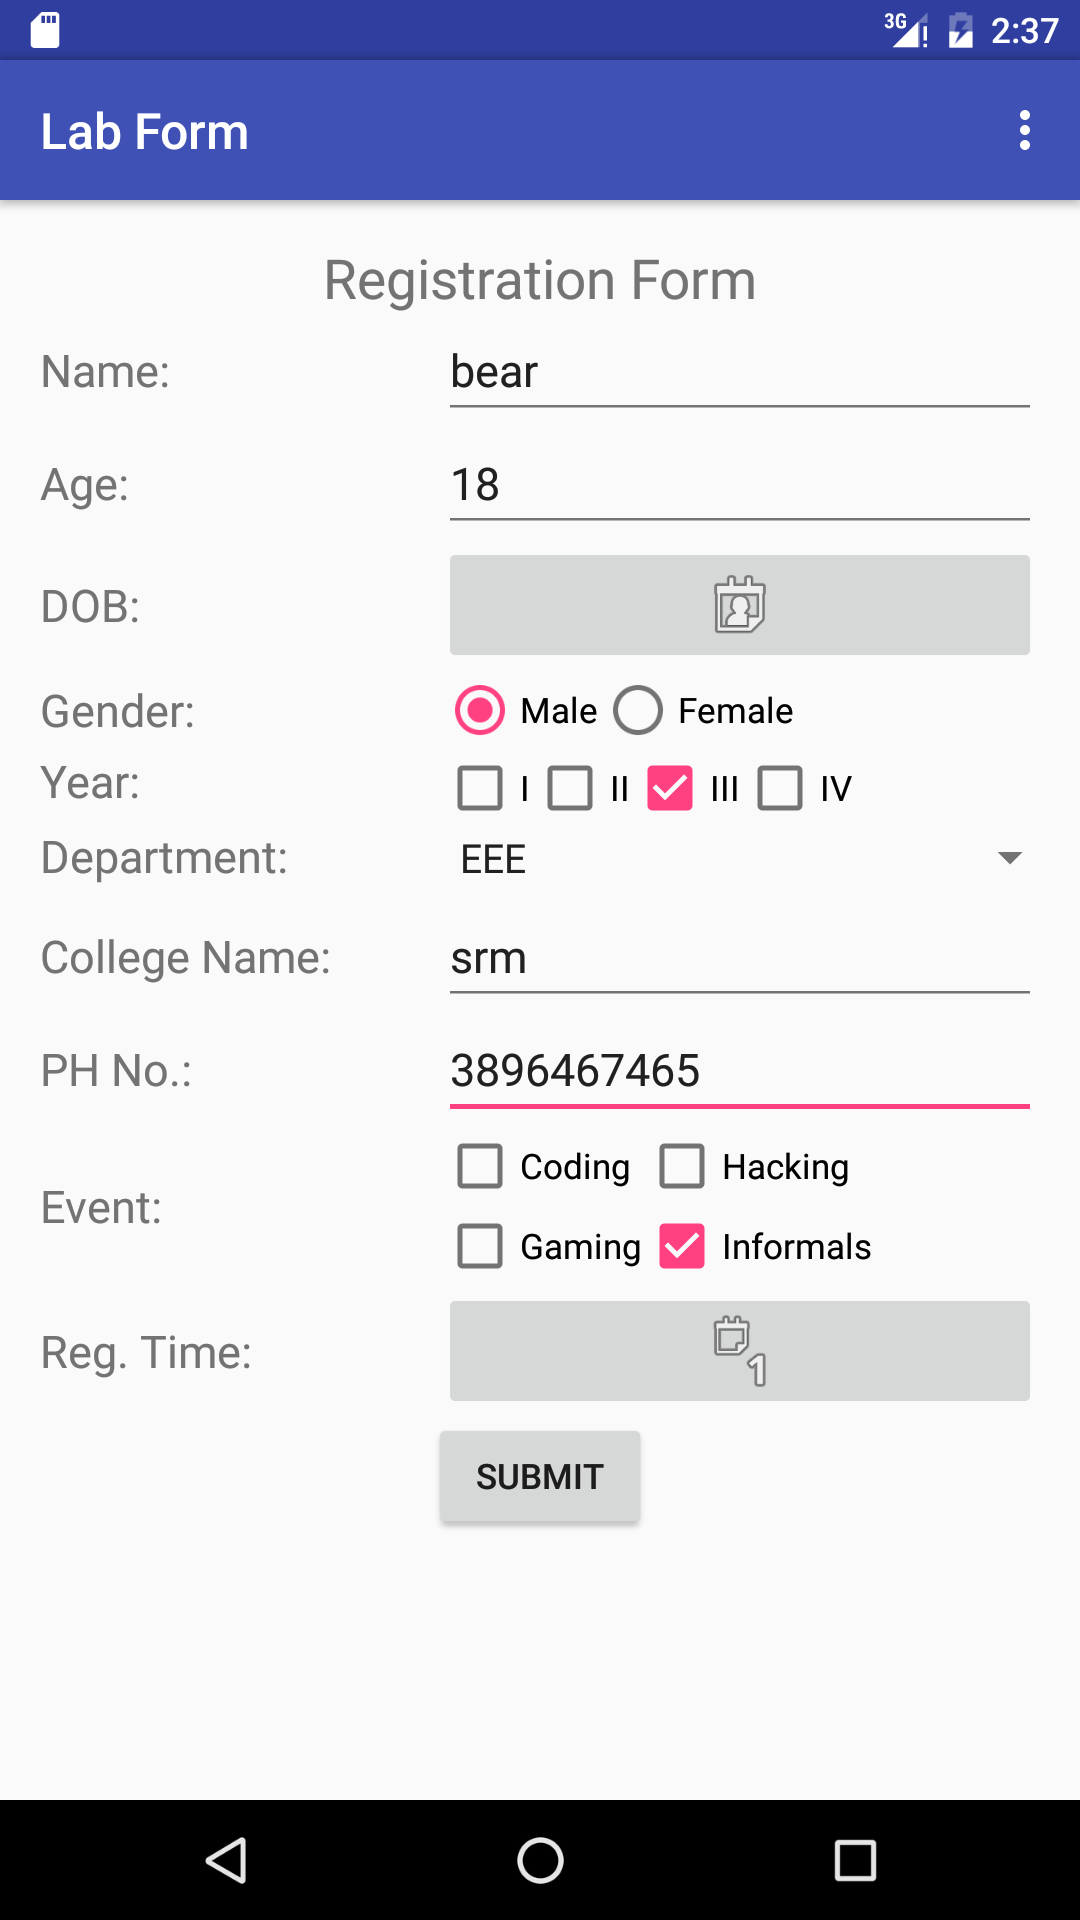 3G 2:37
Lab Form
Registration Form
Name: bear
Age: 18
DOB:
Gender: Male Female
Year: I II III IV
Department: EEE
College Name: srm
PH No.: 3896467465
Coding Hacking
Event:
Gaming Informals
Reg. Time: 1
SUBMIT